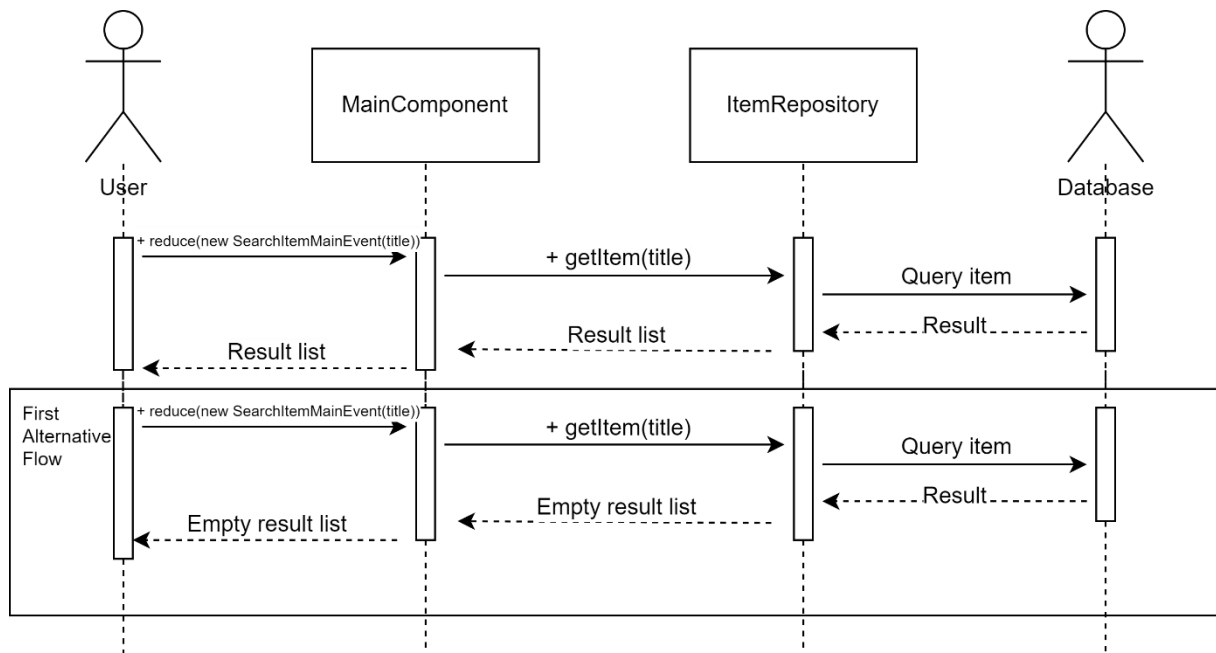 MainComponent
ItemRepository
User
Database
+ reduce(new SearchItemMainEvent(title))
+ getItem(title)
Query item
Result
Result list
Result list
First
Alternative
Flow
+ reduce(new SearchItemMainEvent(title))
+ getItem(title)
Query item
Result
Empty result list
Empty result list